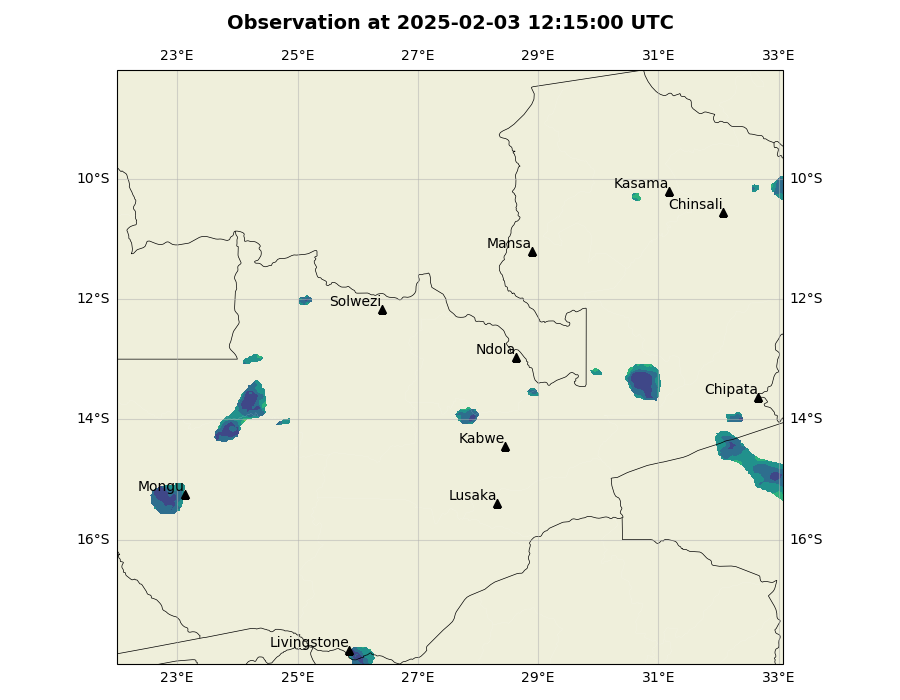 Observation at 2025-02-03 12:15:00 UTC
23°E 25°E 27°E 29°E 31°E 33°E
10°S 10°S
Kasama
Chinsali
Mansa
12°S 12°S
Solwezi
Ndola
Chipata
14°S 14°S
Kabwe
Mongu
Lusaka
16°S 16°S
Livingstone
23°E 25°E 27°E 29°E 31°E 33°E